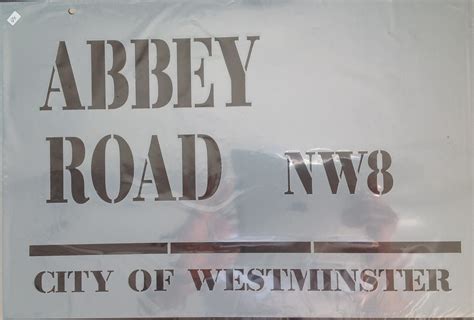 ABBEY
ROAD NW8
CITY OF WESTMINSTER